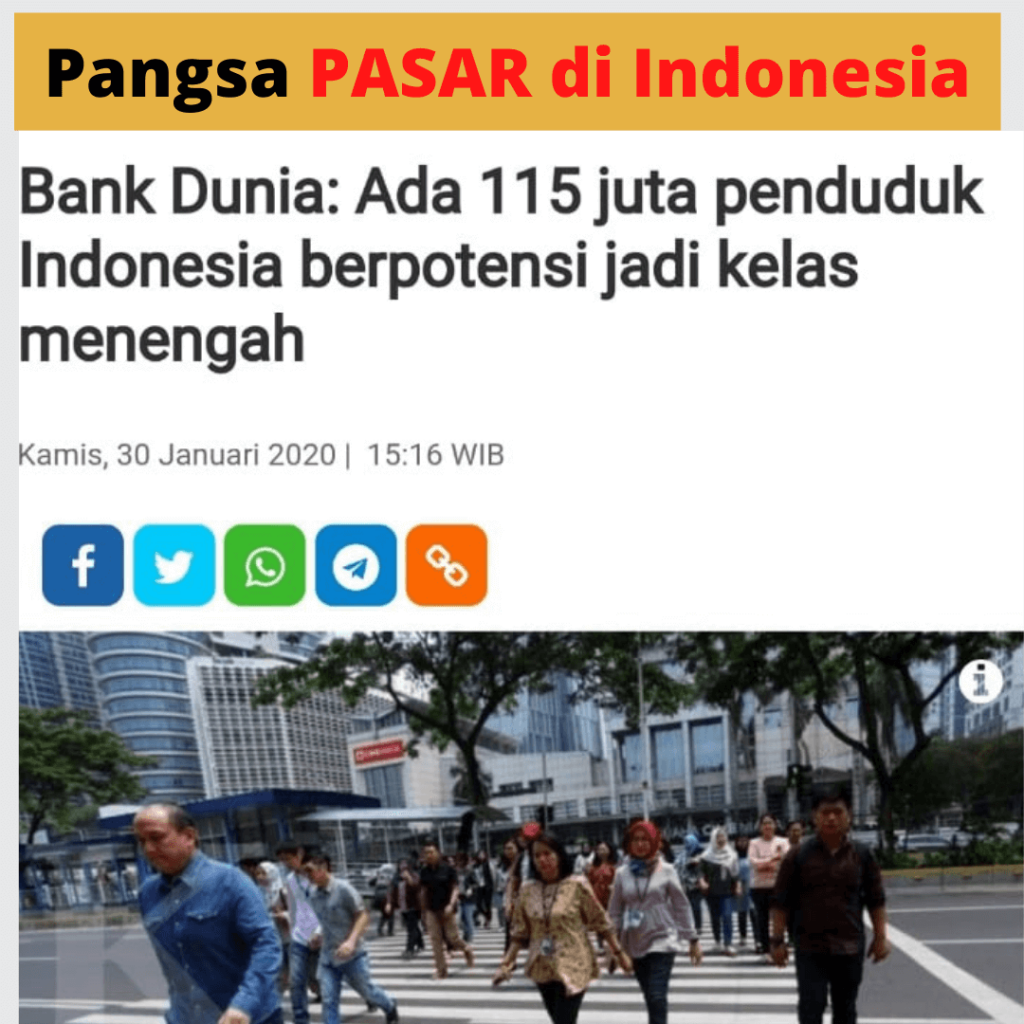 Pangsa PASAR di Indonesia
Bank Dunia: Ada 115 juta penduduk
Indonesia berpotensi jadi kelas
menengah
Kamis, 30 Januari 2020 | 15:16 WIB